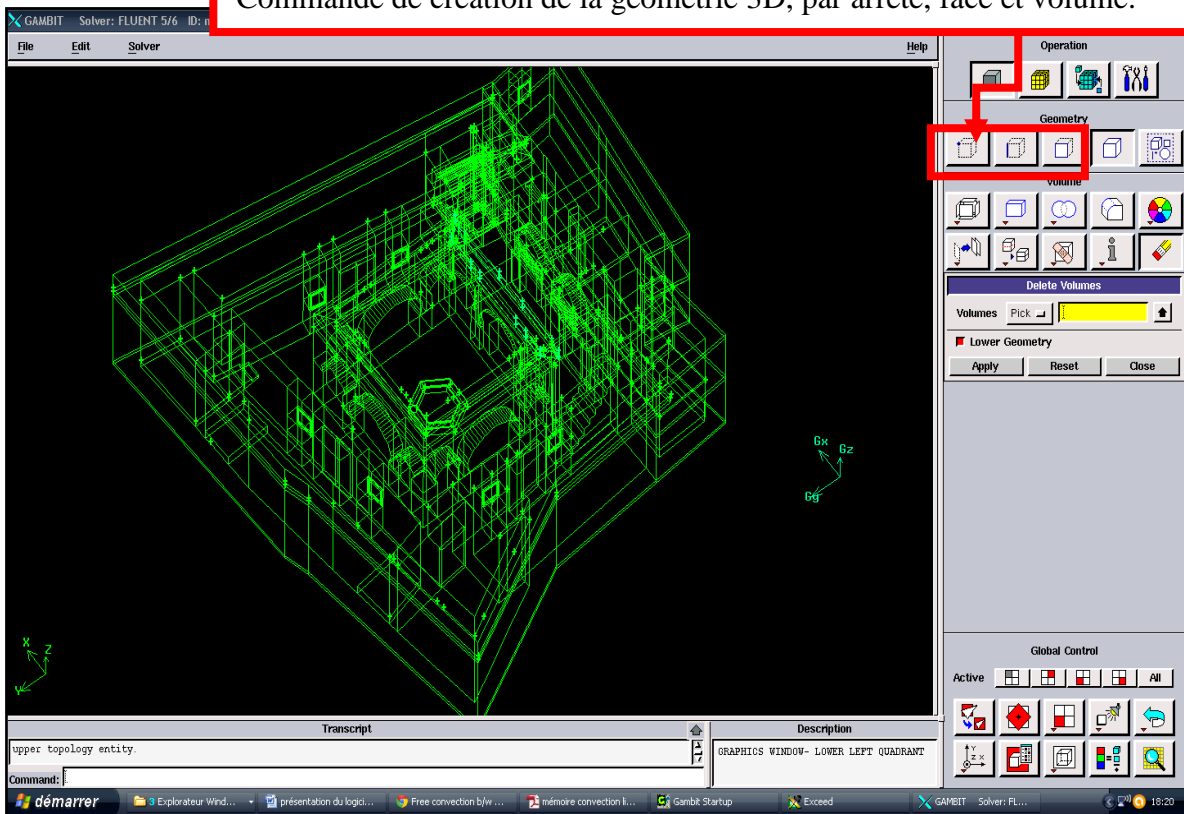 Commande de création de la géométrie 3D, par arrête, face et volume.
GAMBIT Solver: FLUENT 5/6 ID:
File Edit Solver Help
Operation
Geometry
Volume
Delete Volumes
Volumes Pick
Lower Geometry
Apply Reset Close
Gx Gz
Gy
X Z
Y
Global Control
Active All
Transcript
Description
upper topology entity.
GRAPHICS WINDOW- LOWER LEFT QUADRANT
Command:
démarrer 3 Explorateur Wind... présentation du logici... Free convection b/w ... mémoire convection li... Gambit Startup Exceed GAMBIT Solver: FL... 18:20